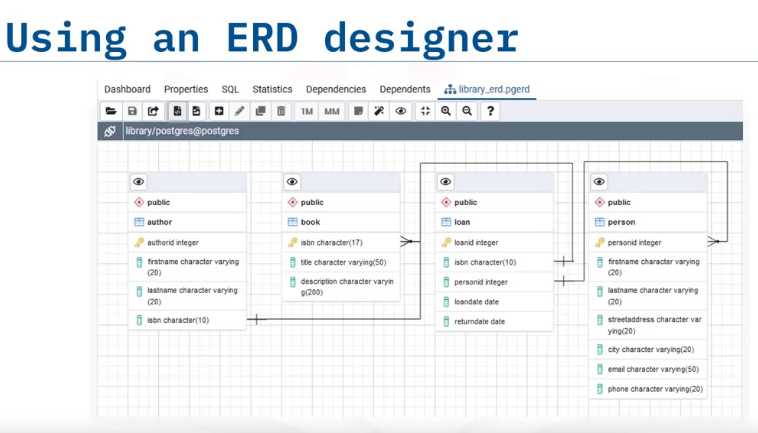 Using an ERD designer
Dashboard Properties SQL Statistics Dependencies Dependents library_erd.pgerd
1M MM ?
library/postgres@postgres
public
author
authorid integer
firstname character varying
(20)
lastname character varying
(20)
isbn character(10)
public
book
isbn character(17)
title character varying(50)
description character varyin
g(200)
public
loan
loanid integer
isbn character(10)
personid integer
loandate date
returndate date
public
person
personid integer
firstname character varying
(20)
lastname character varying
(20)
streetaddress character var
ying(20)
city character varying(20)
email character varying(50)
phone character varying(20)